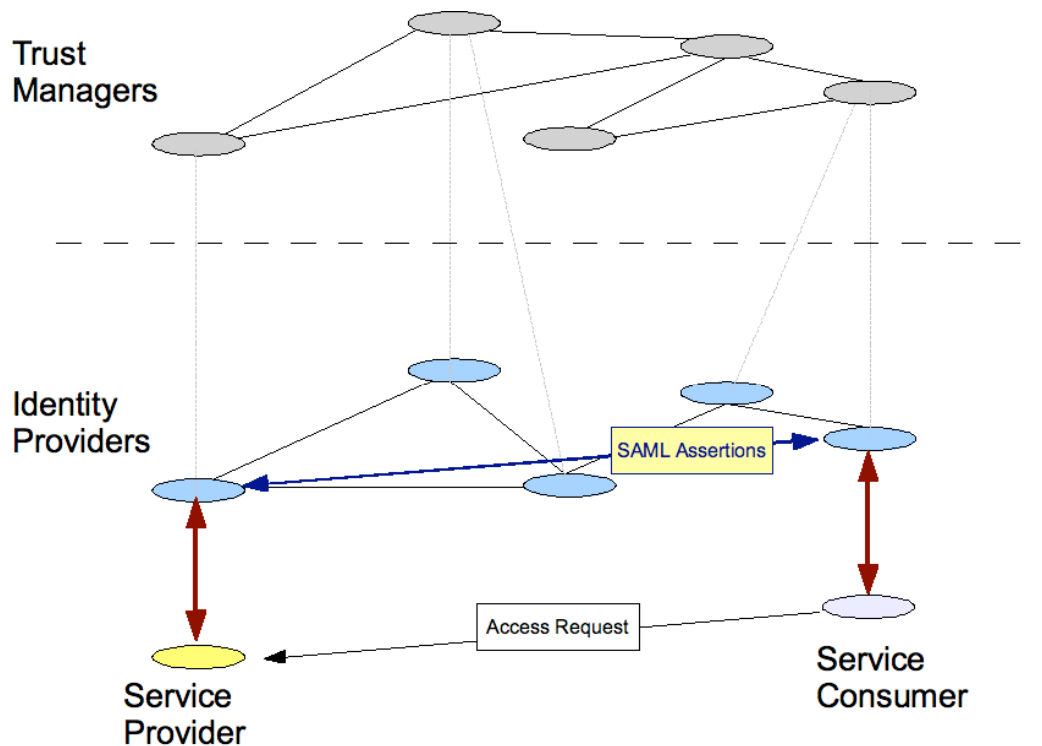 Trust
Managers
Identity
Providers
SAML Assertions
Access Request
Service
Provider
Service
Consumer